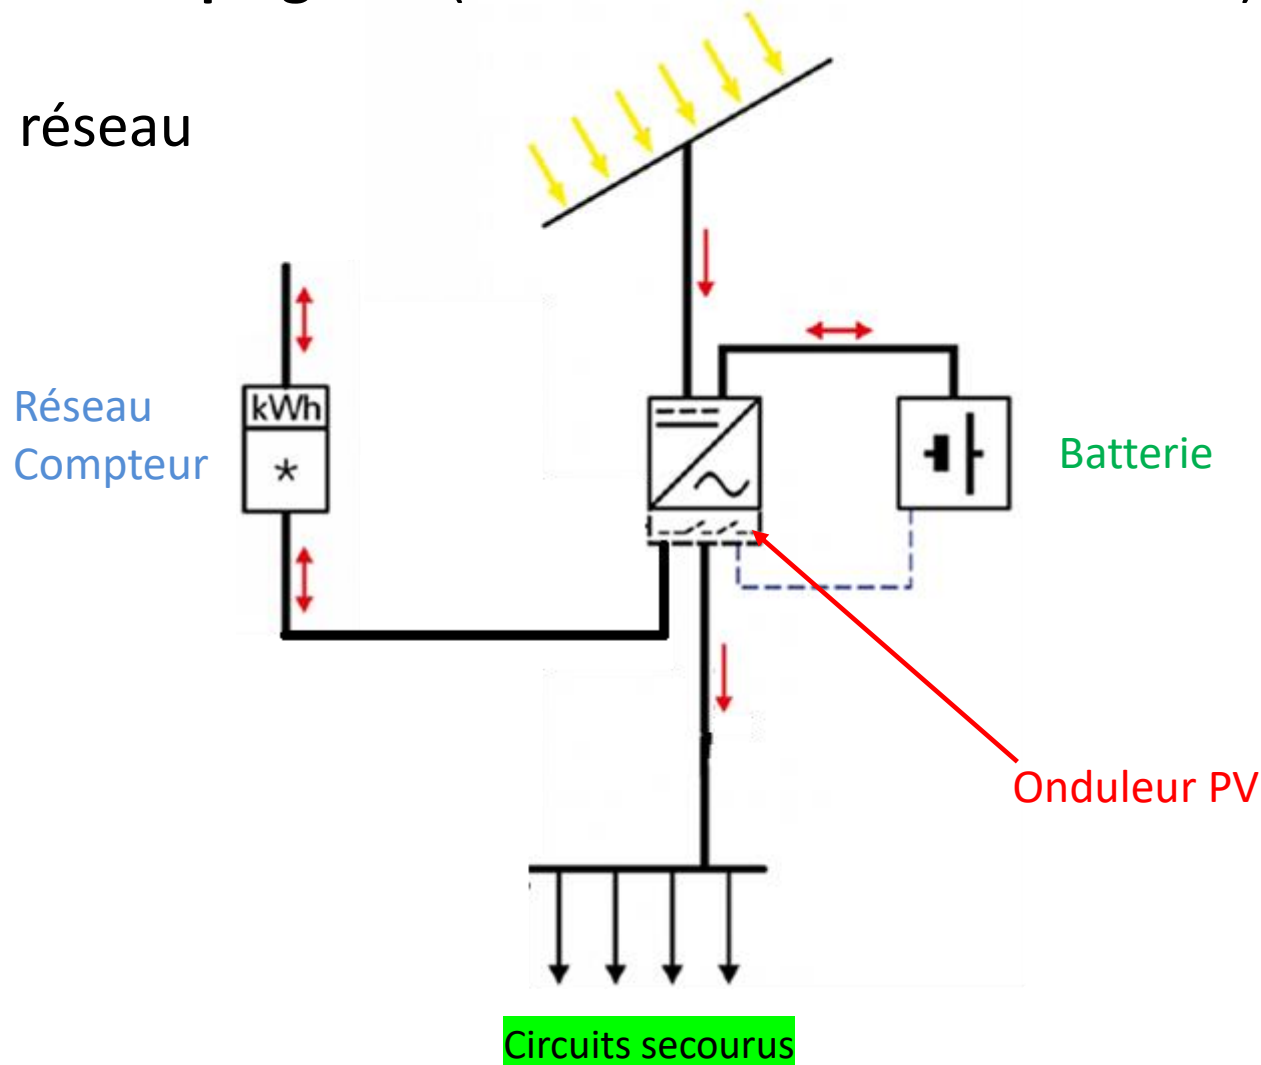 réseau
Réseau
Compteur
kWh
*
Batterie
Onduleur PV
Circuits secourus